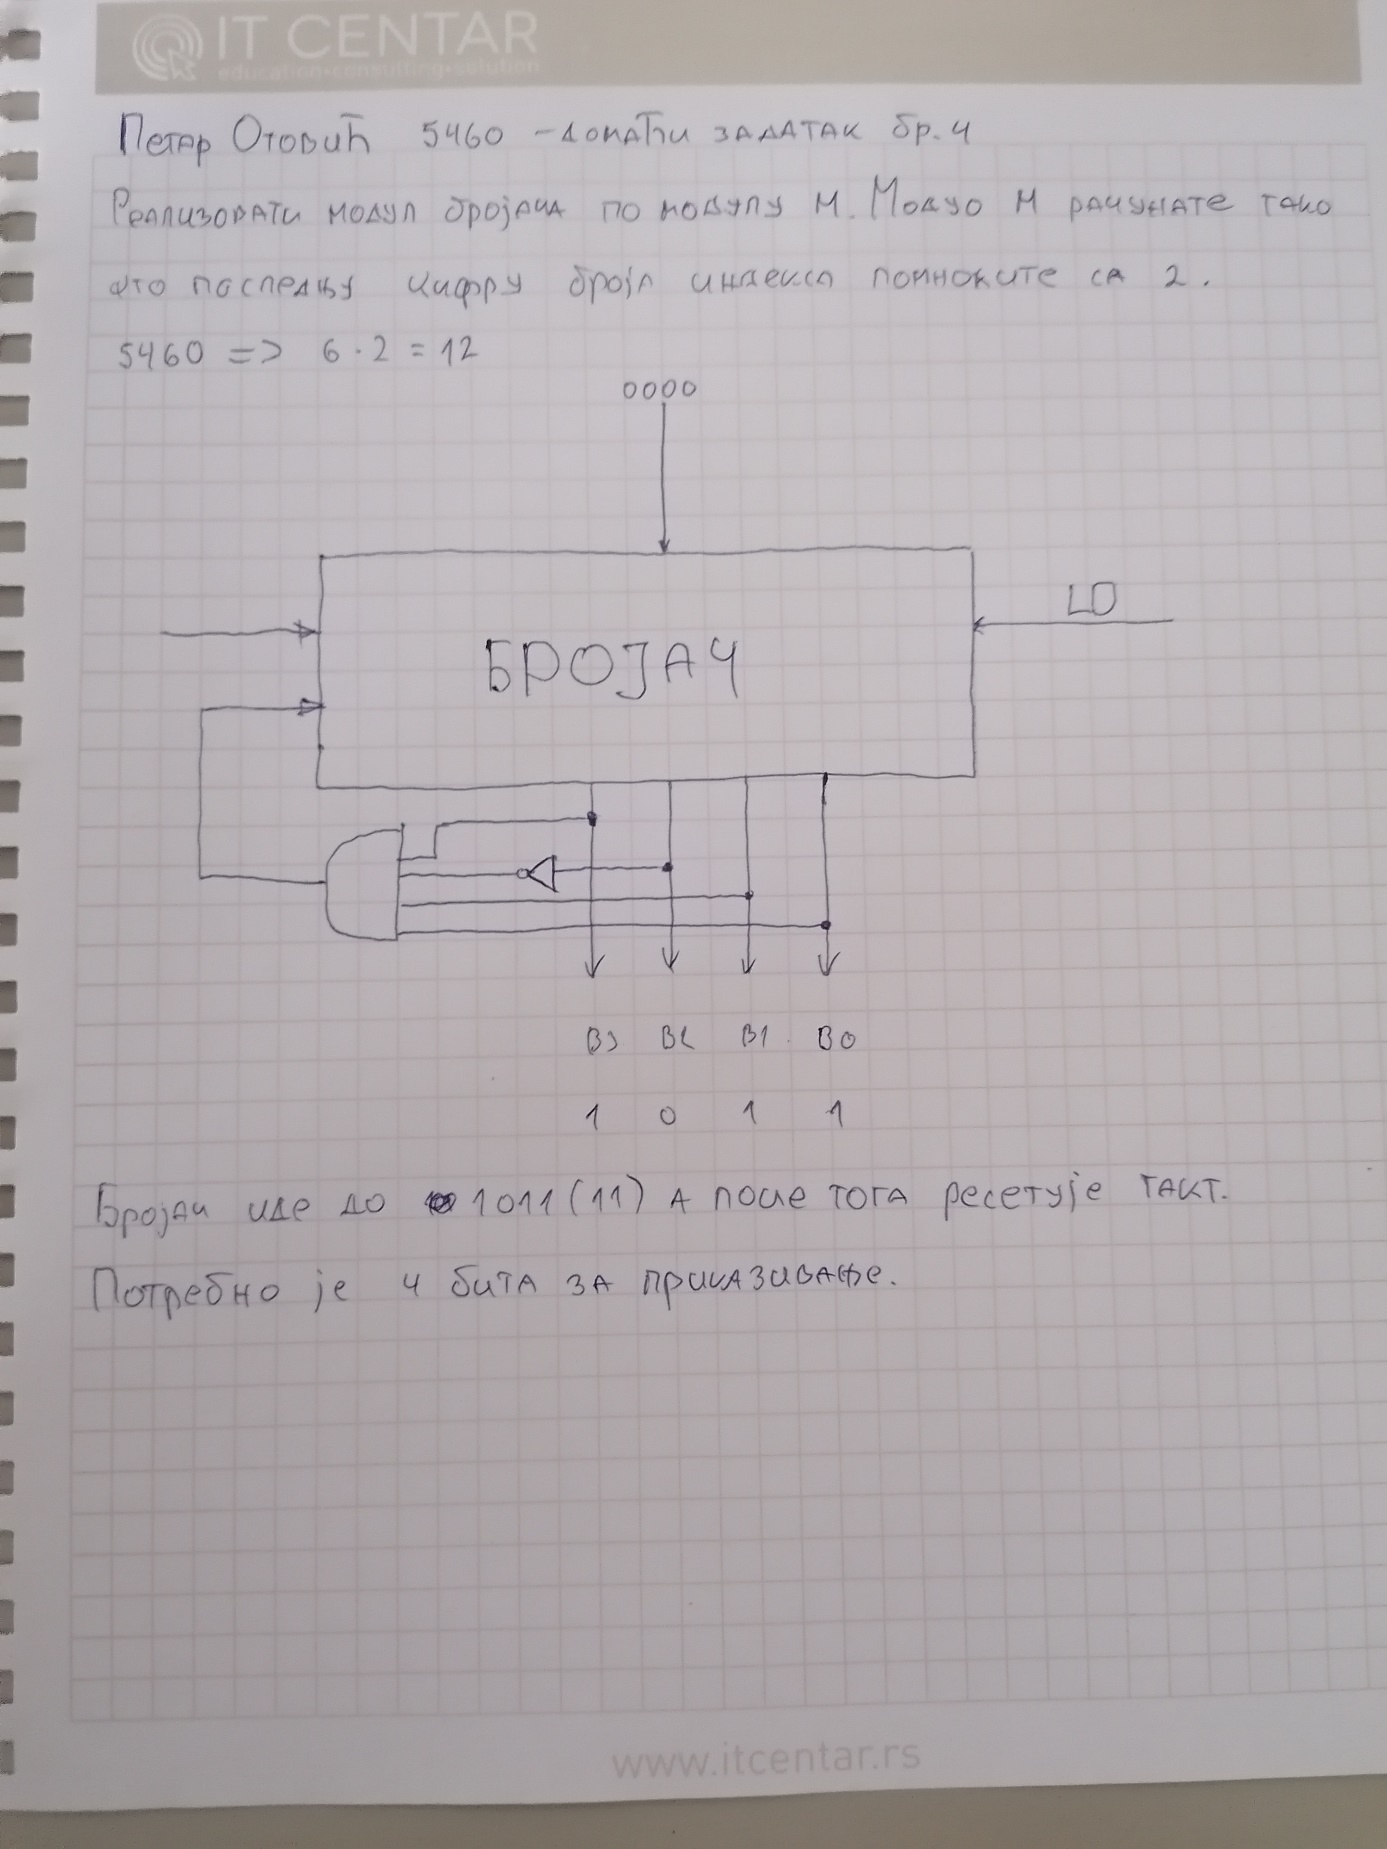 IT CENTAR
education•consulting•solution
Петар Отовић 5460 - домаћи задатак бр. 4
Реализовати модул бројача по модулу М. Модуо М рачунате тако
што последњу цифру броја индекса помножите са 2.
5460 => 6 · 2 = 12
0000
LD
БРОЈАЧ
B3 B2 B1 B0
1 0 1 1
Бројач иде до 1011 (11) а после тога ресетује такт.
Потребно је 4 бита за приказивање.
www.itcentar.rs